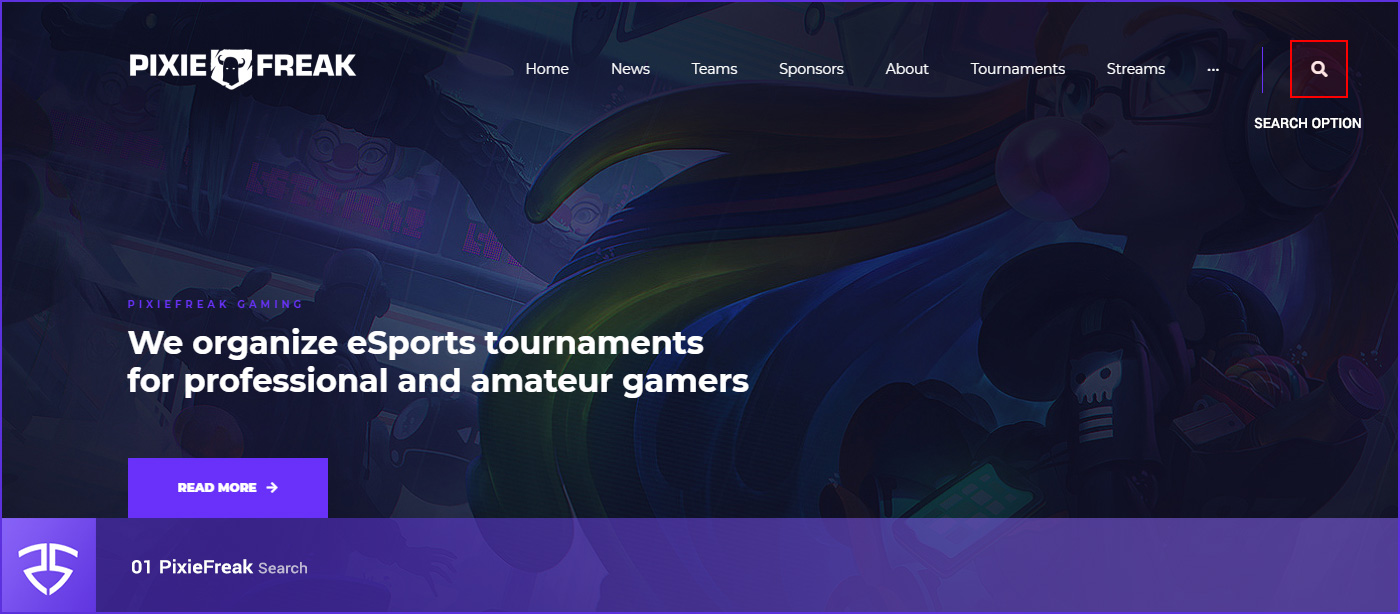 PIXIE FREAK
Home News Teams Sponsors About Tournaments Streams ...
SEARCH OPTION
PIXIEFREAK GAMING
We organize eSports tournaments
for professional and amateur gamers
READ MORE
01 PixieFreak Search